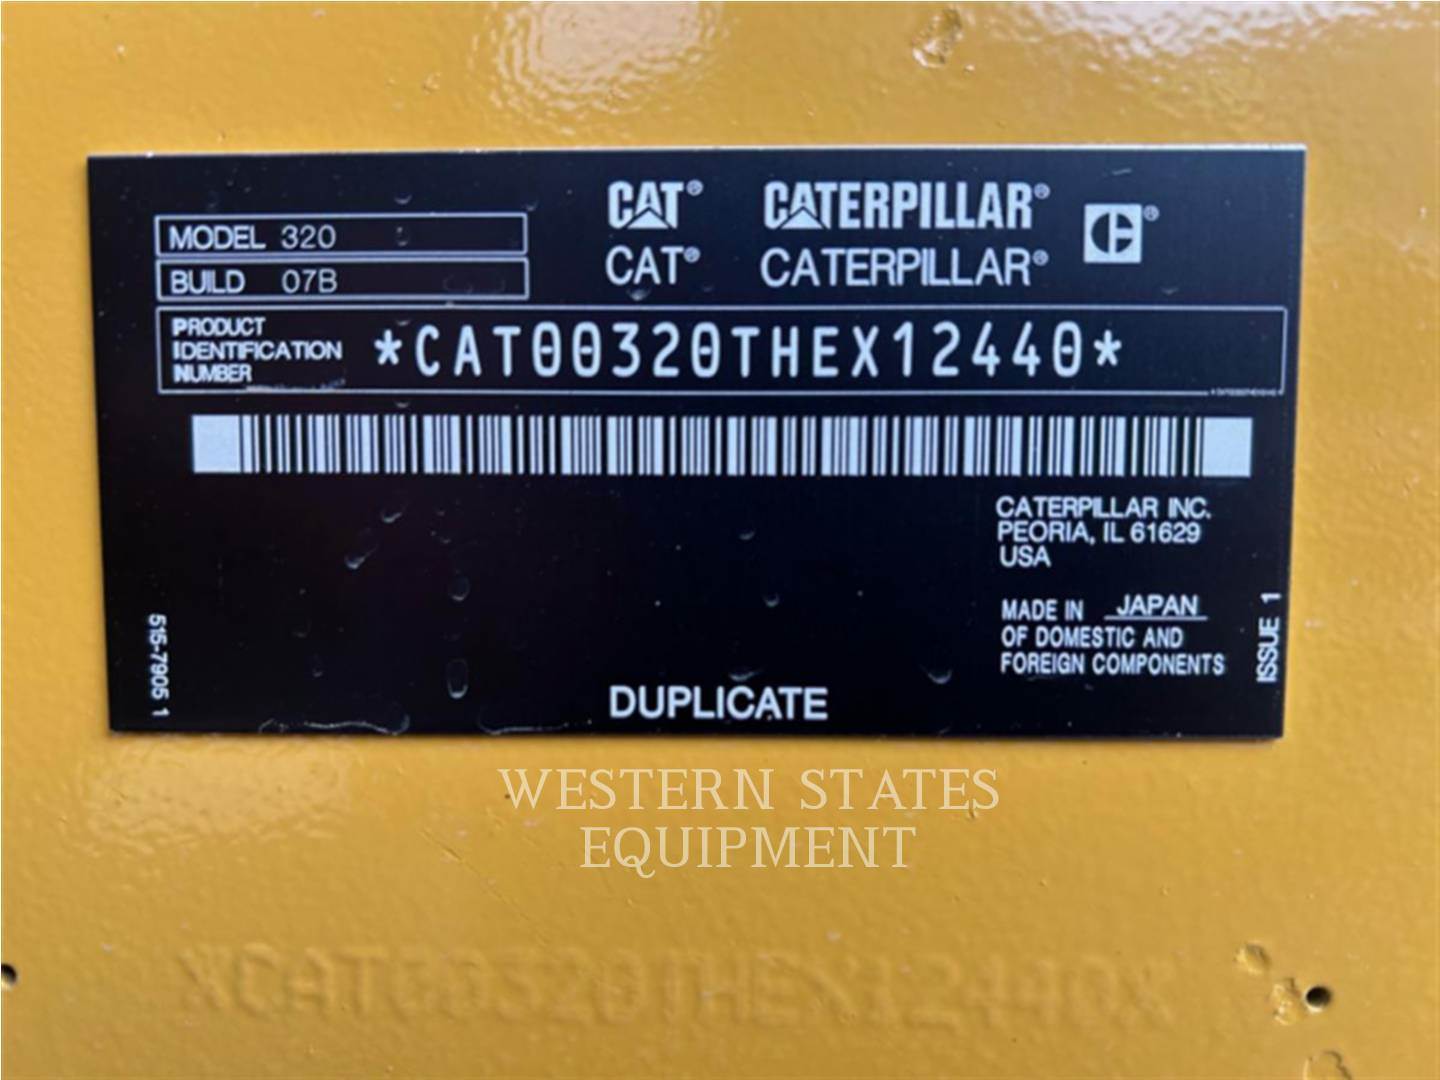 CAT® CATERPILLAR®
MODEL 320
CAT® CATERPILLAR®
BUILD 07B
PRODUCT
IDENTIFICATION
NUMBER
*CAT00320THEX12440*
CATERPILLAR INC.
PEORIA, IL 61629
USA
MADE IN JAPAN
OF DOMESTIC AND
FOREIGN COMPONENTS
515-7905 1
ISSUE 1
DUPLICATE
WESTERN STATES
EQUIPMENT
*CAT00320THEX12440*